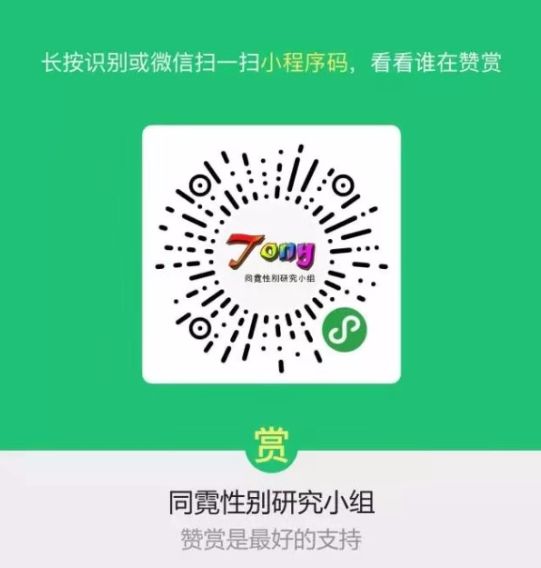 长按识别或微信扫一扫小程序码，看看谁在赞赏
Tong
同霓性别研究小组
赏
同霓性别研究小组
赞赏是最好的支持